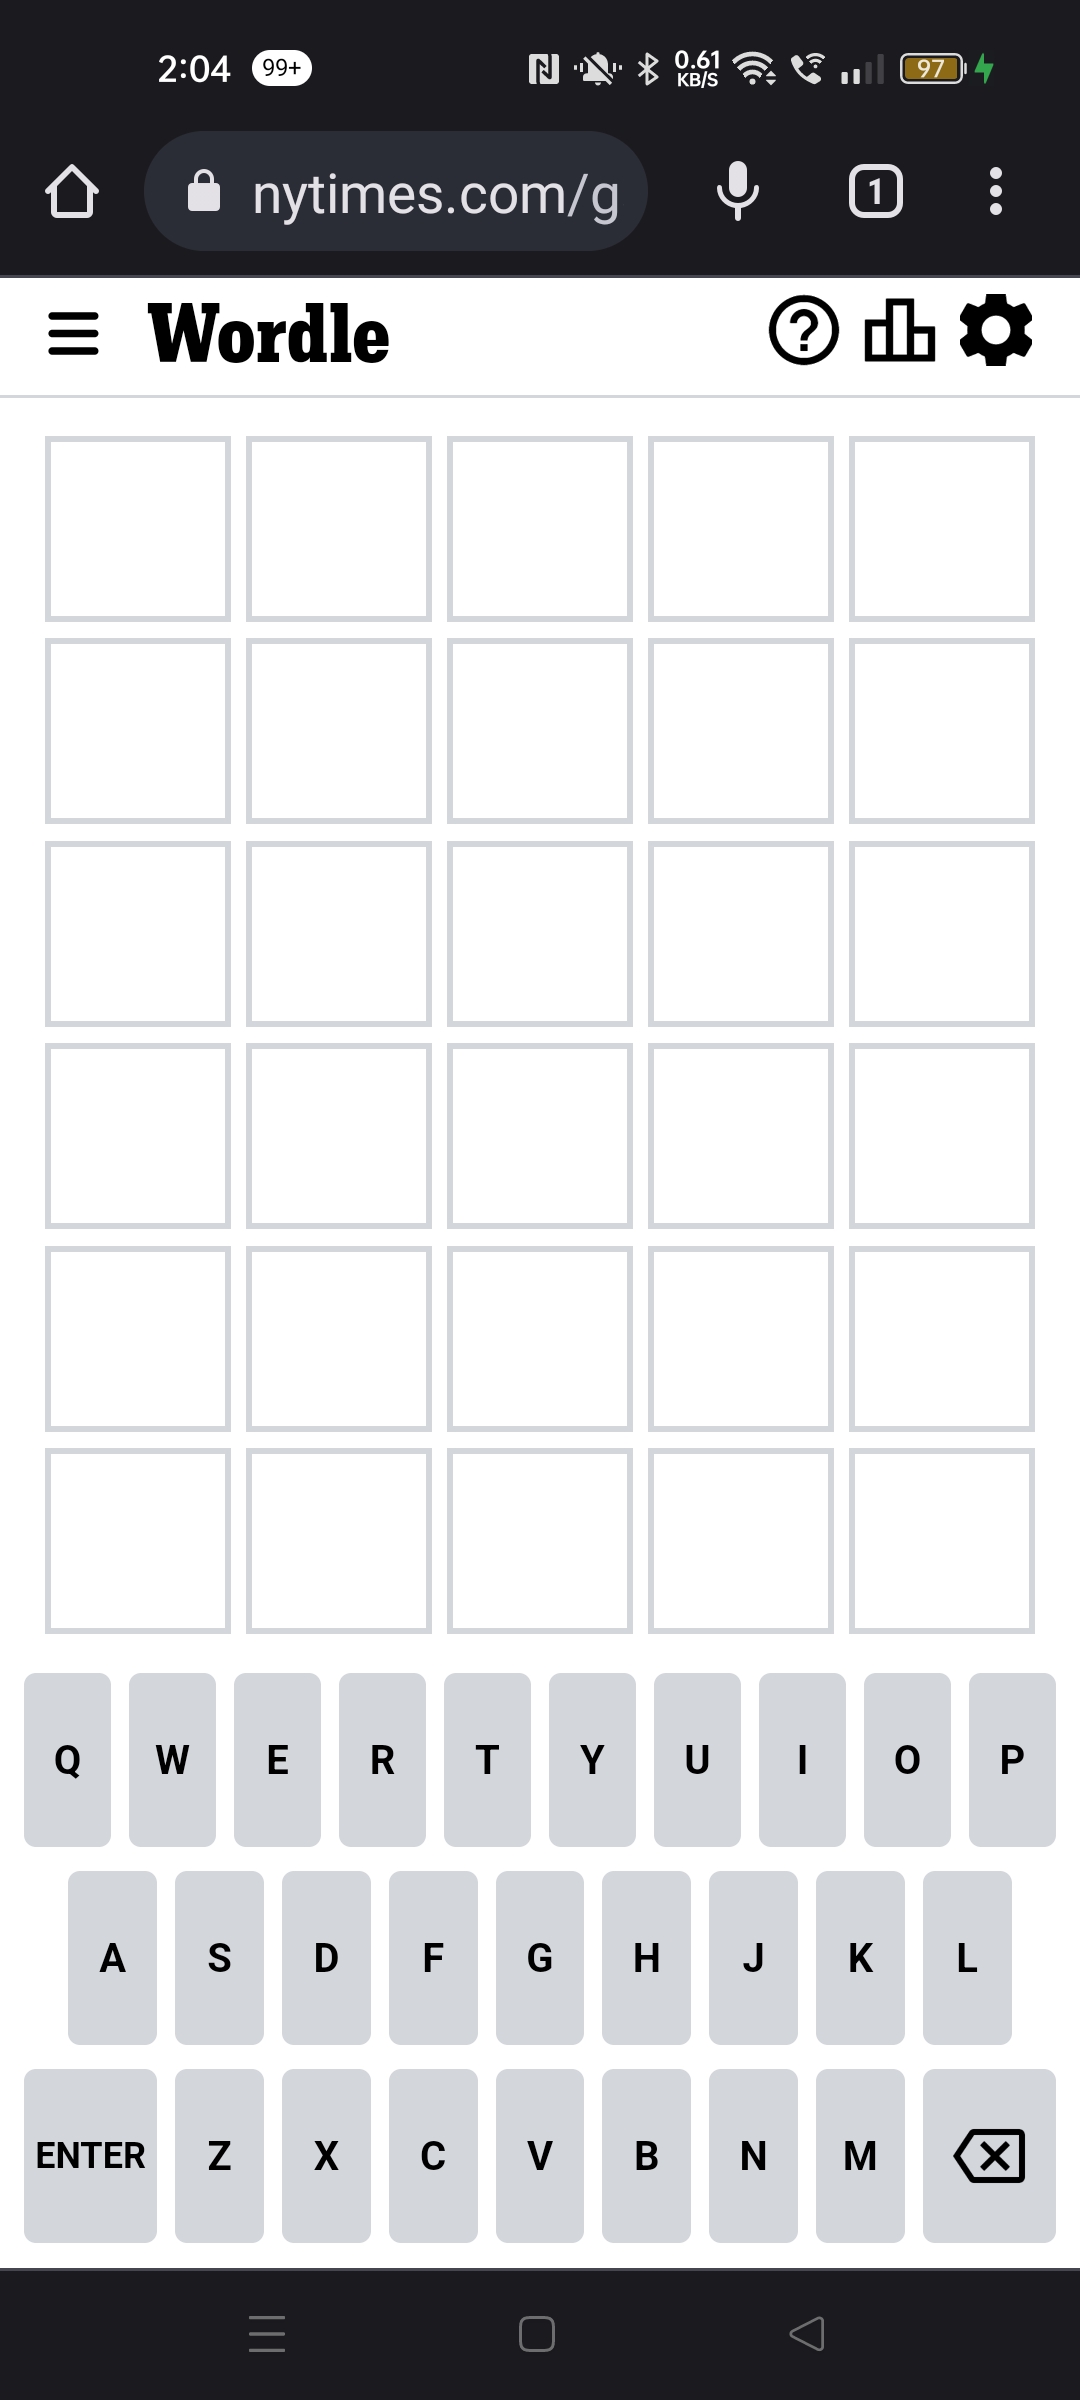 2:04 99+ 0.61 KB/S 97
nytimes.com/g 1
Wordle
Q W E R T Y U I O P
A S D F G H J K L
ENTER Z X C V B N M